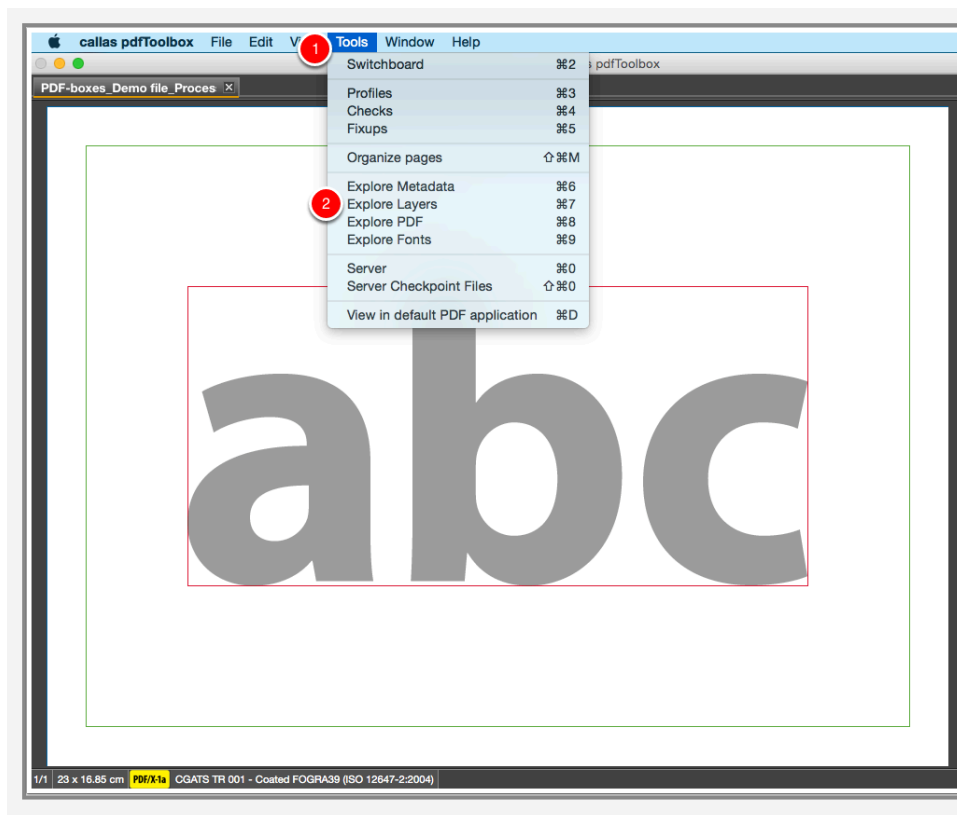 callas pdfToolbox File Edit Vi 1 Tools Window Help
Switchboard ⌘2 pdfToolbox
PDF-boxes_Demo file_Proces ×
Profiles ⌘3
Checks ⌘4
Fixups ⌘5
Organize pages ⇧⌘M
Explore Metadata ⌘6
2 Explore Layers ⌘7
Explore PDF ⌘8
Explore Fonts ⌘9
Server ⌘0
Server Checkpoint Files ⇧⌘0
View in default PDF application ⌘D
abc
1/1 23 x 16.85 cm PDF/X-1a CGATS TR 001 - Coated FOGRA39 (ISO 12647-2:2004)